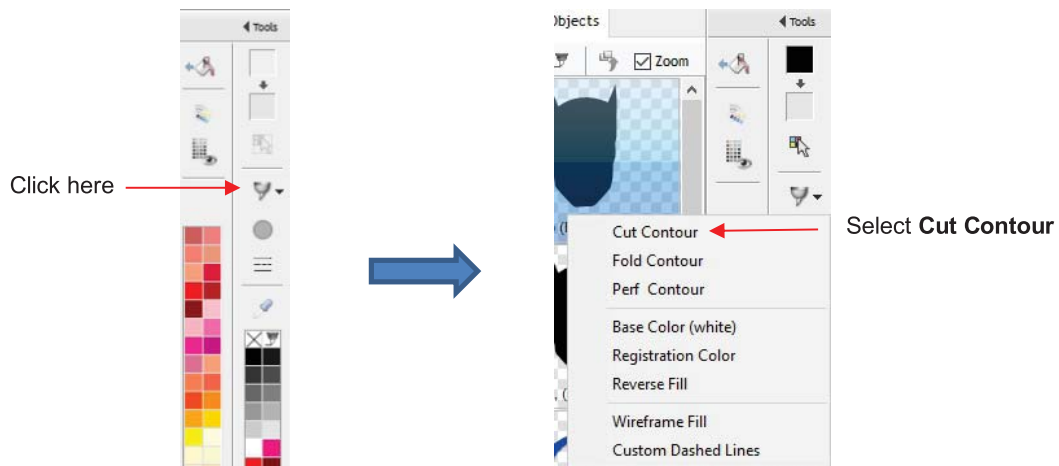 Tools
Click here
Objects
Tools
Zoom
Cut Contour
Select Cut Contour
Fold Contour
Perf Contour
Base Color (white)
Registration Color
Reverse Fill
Wireframe Fill
Custom Dashed Lines